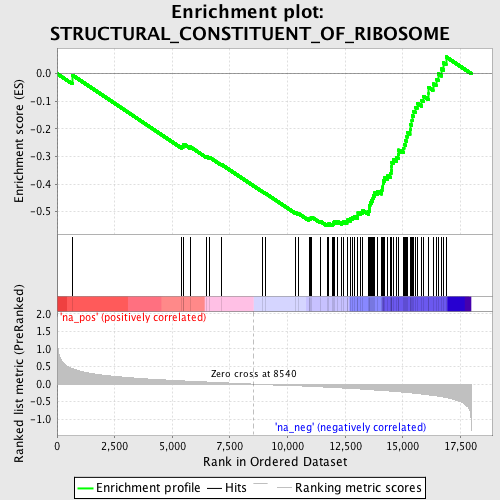 Enrichment plot:
STRUCTURAL_CONSTITUENT_OF_RIBOSOME
Enrichment score (ES)
0.0
-0.1
-0.2
-0.3
-0.4
-0.5
'na_pos' (positively correlated)
Ranked list metric (PreRanked)
2.0
1.5
1.0
0.5
0.0
-0.5
-1.0
Zero cross at 8540
'na_neg' (negatively correlated)
0
2,500
5,000
7,500
10,000
12,500
15,000
17,500
Rank in Ordered Dataset
Enrichment profile
Hits
Ranking metric scores